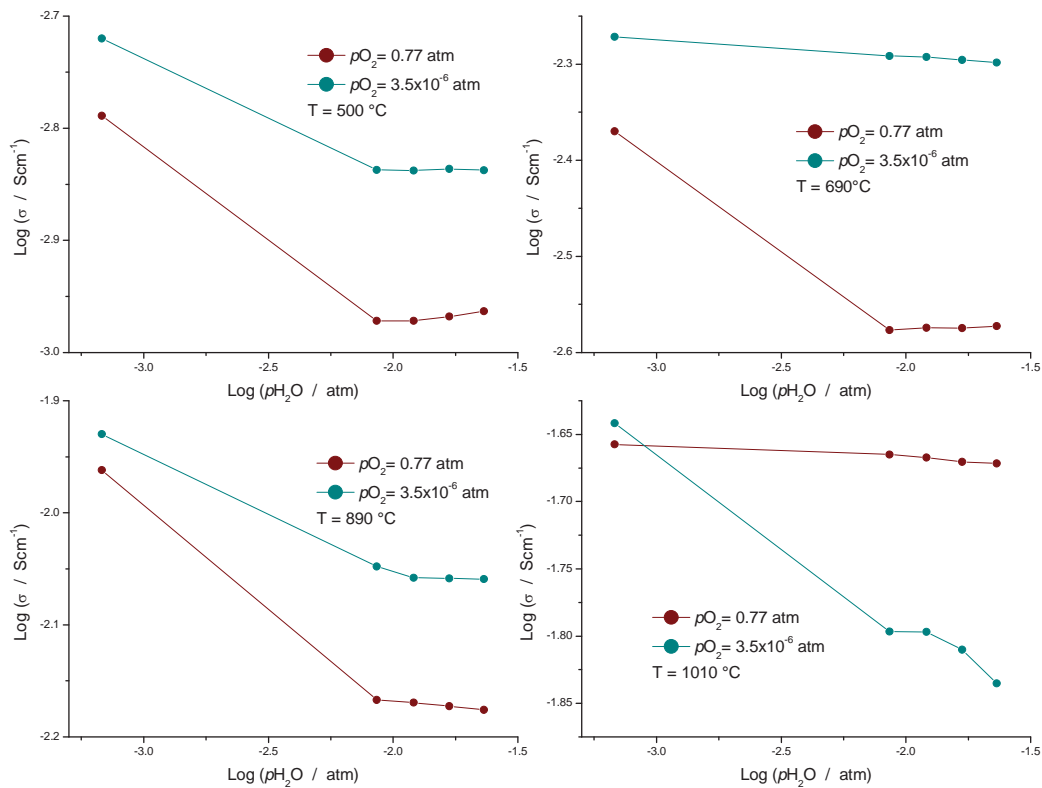 -2.7
-2.8
-2.9
-3.0
-3.0
-2.5
-2.0
-1.5
Log (σ / Scm⁻¹)
Log (pH₂O / atm)
pO₂= 0.77 atm
pO₂= 3.5x10⁻⁶ atm
T = 500 °C
-2.3
-2.4
-2.5
-2.6
-3.0
-2.5
-2.0
-1.5
Log (σ / Scm⁻¹)
Log (pH₂O / atm)
pO₂= 0.77 atm
pO₂= 3.5x10⁻⁶ atm
T = 690°C
-1.9
-2.0
-2.1
-2.2
-3.0
-2.5
-2.0
-1.5
Log (σ / Scm⁻¹)
Log (pH₂O / atm)
pO₂= 0.77 atm
pO₂= 3.5x10⁻⁶ atm
T = 890 °C
-1.65
-1.70
-1.75
-1.80
-1.85
-3.0
-2.5
-2.0
-1.5
Log (σ / Scm⁻¹)
Log (pH₂O / atm)
pO₂= 0.77 atm
pO₂= 3.5x10⁻⁶ atm
T = 1010 °C